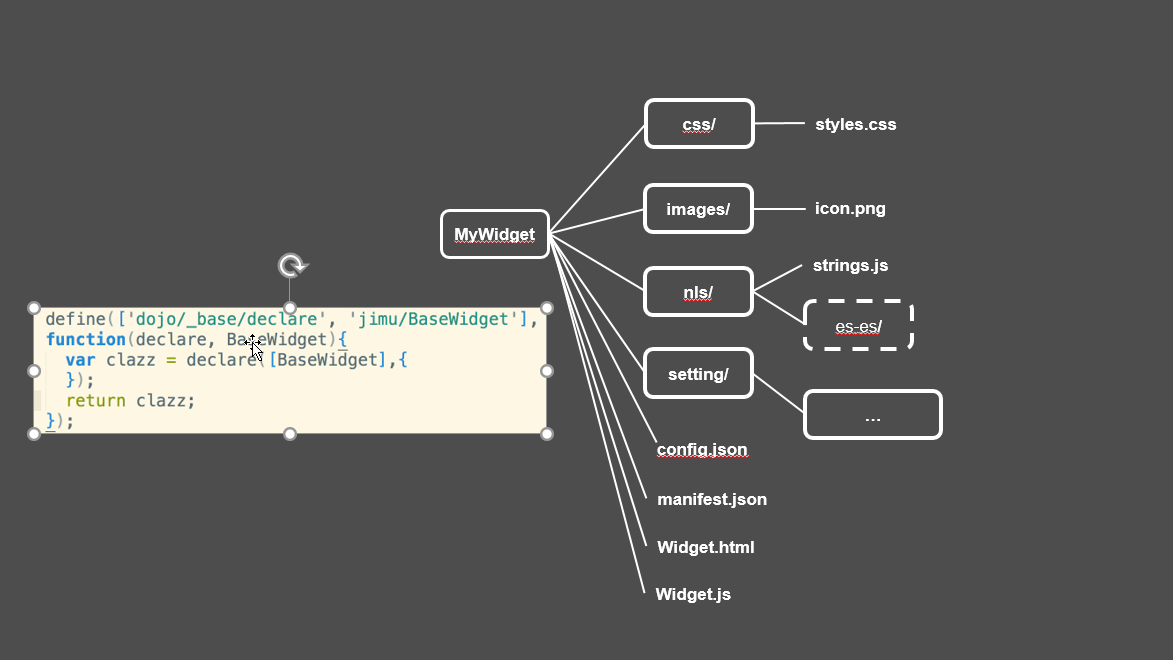 css/
styles.css
images/
icon.png
MyWidget
strings.js
nls/
es-es/
define(['dojo/_base/declare', 'jimu/BaseWidget'],
function(declare, BaseWidget){
  var clazz = declare([BaseWidget],{
  });
  return clazz;
});
setting/
...
config.json
manifest.json
Widget.html
Widget.js